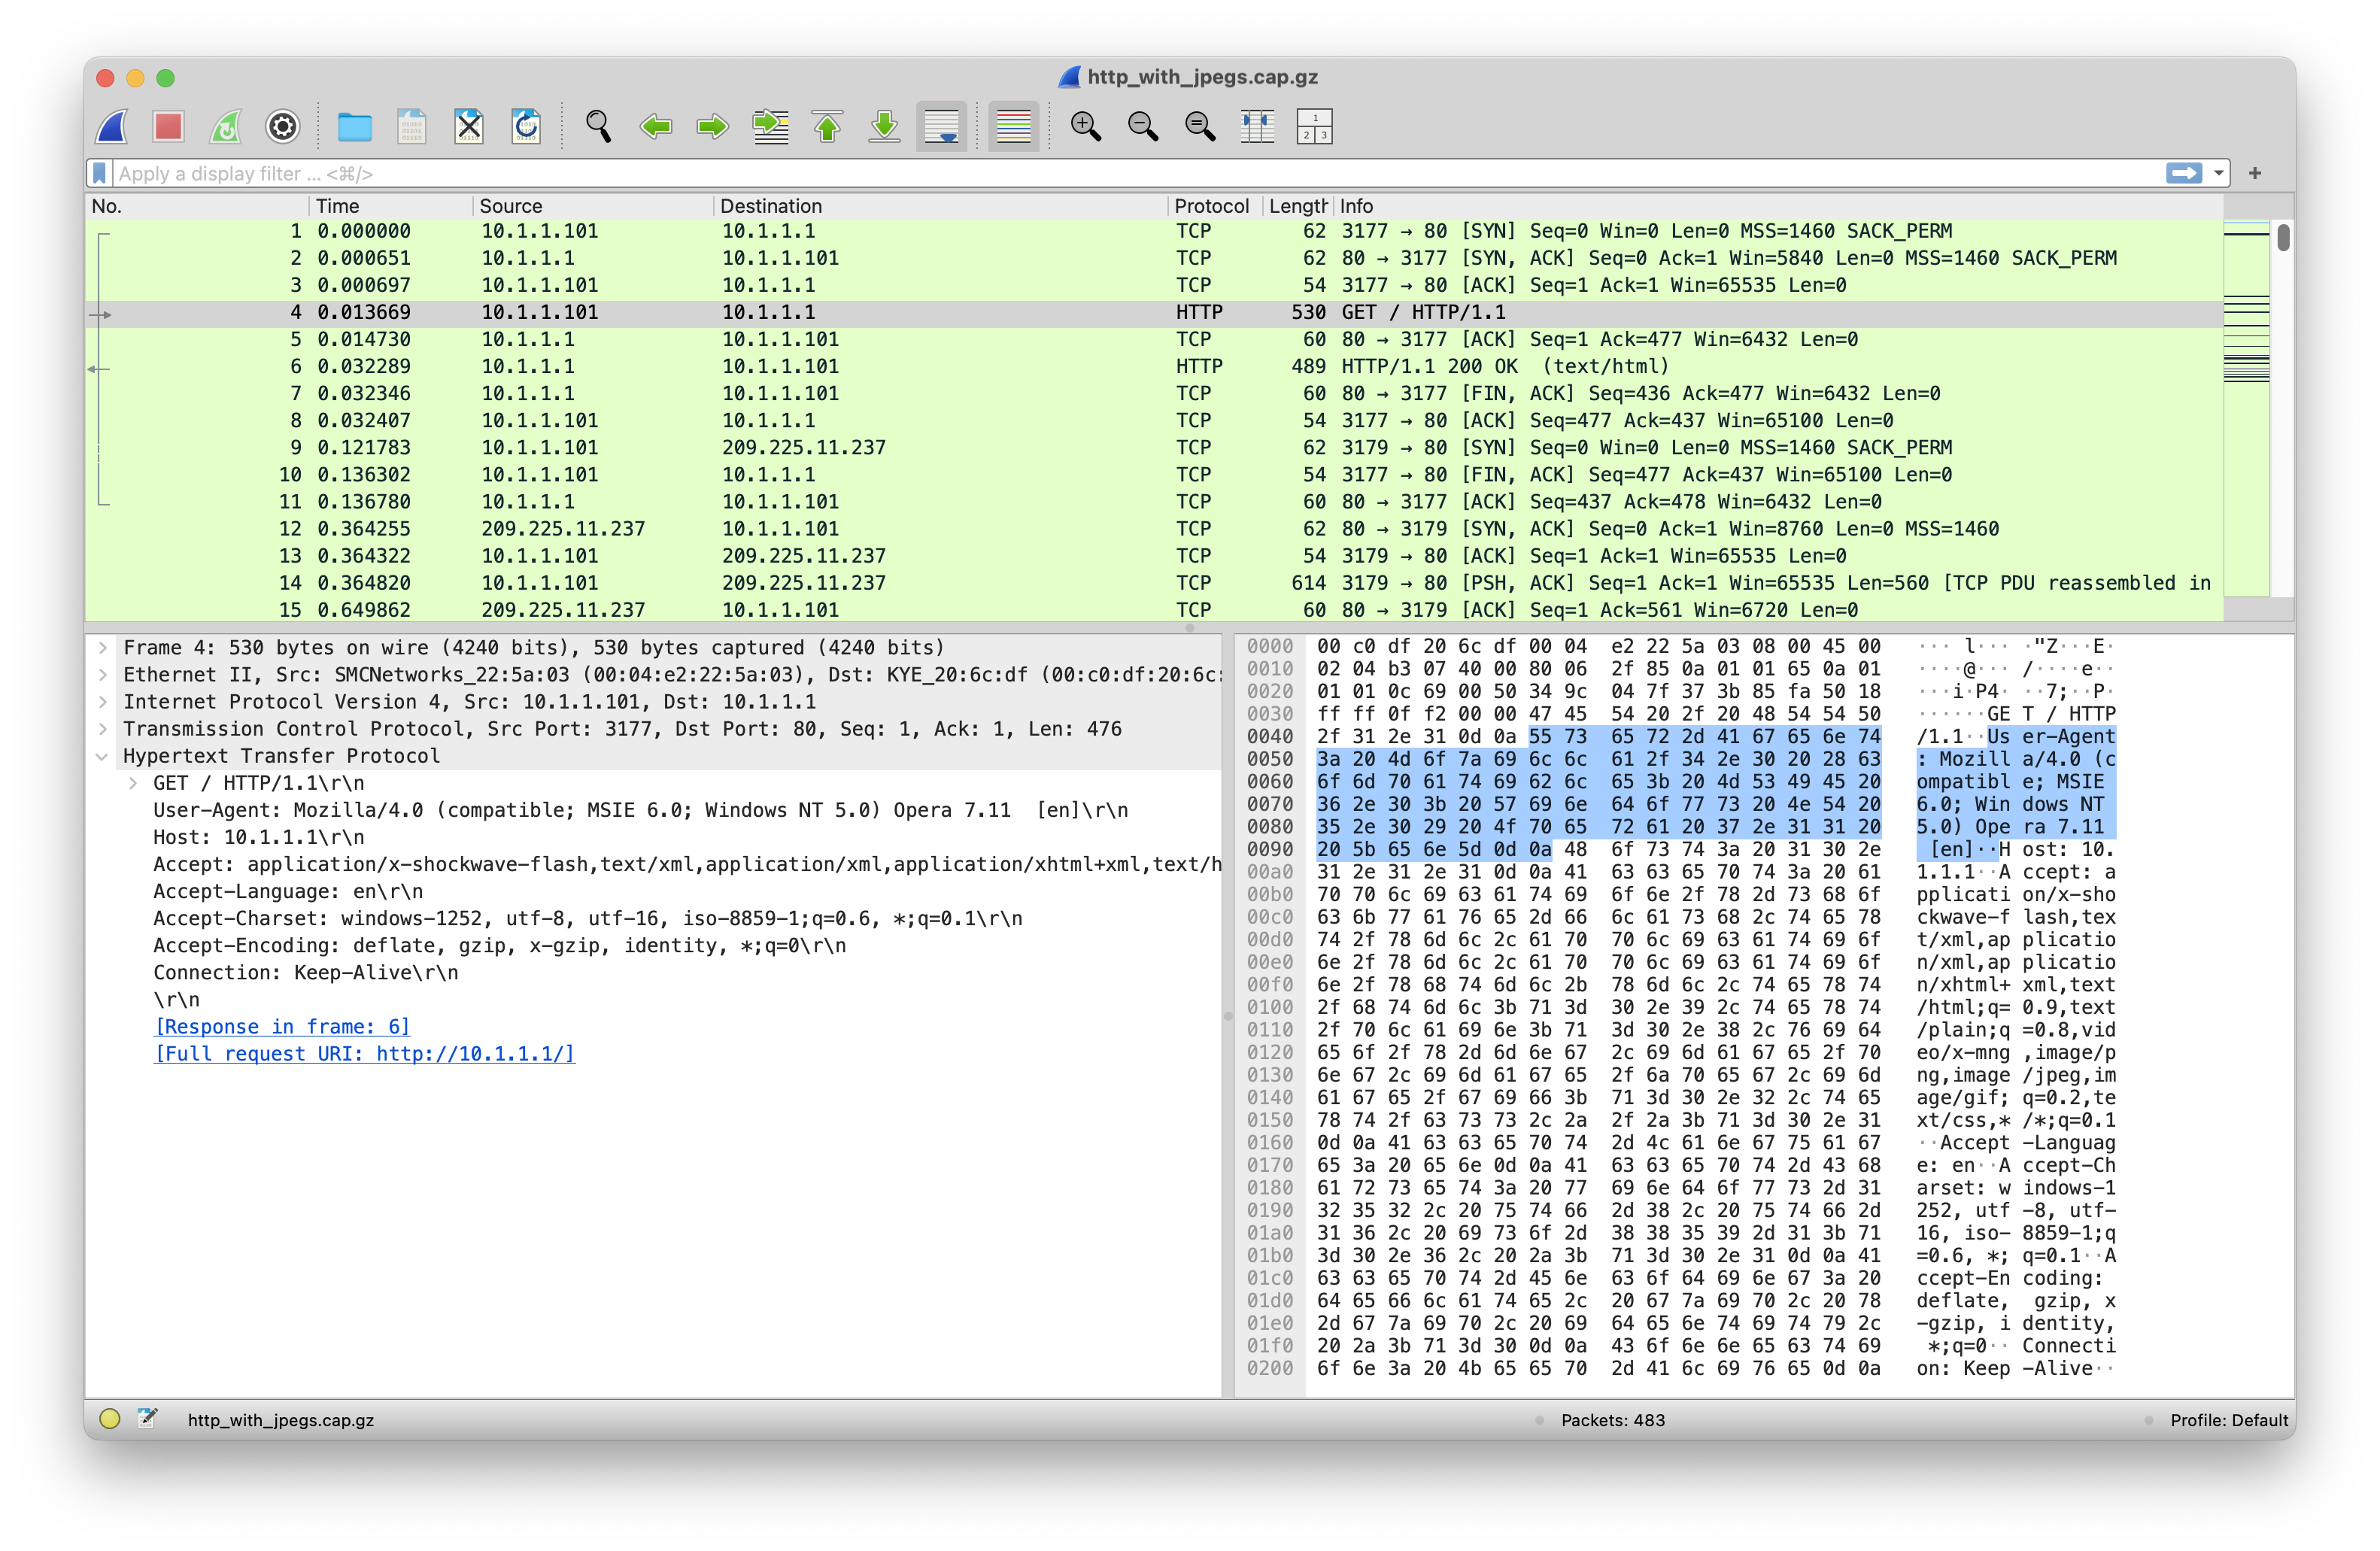 http_with_jpegs.cap.gz
Apply a display filter ... <⌘/>
No. Time Source Destination Protocol Length Info
1 0.000000 10.1.1.101 10.1.1.1 TCP 62 3177 → 80 [SYN] Seq=0 Win=0 Len=0 MSS=1460 SACK_PERM
2 0.000651 10.1.1.1 10.1.1.101 TCP 62 80 → 3177 [SYN, ACK] Seq=0 Ack=1 Win=5840 Len=0 MSS=1460 SACK_PERM
3 0.000697 10.1.1.101 10.1.1.1 TCP 54 3177 → 80 [ACK] Seq=1 Ack=1 Win=65535 Len=0
4 0.013669 10.1.1.101 10.1.1.1 HTTP 530 GET / HTTP/1.1
5 0.014730 10.1.1.1 10.1.1.101 TCP 60 80 → 3177 [ACK] Seq=1 Ack=477 Win=6432 Len=0
6 0.032289 10.1.1.1 10.1.1.101 HTTP 489 HTTP/1.1 200 OK  (text/html)
7 0.032346 10.1.1.1 10.1.1.101 TCP 60 80 → 3177 [FIN, ACK] Seq=436 Ack=477 Win=6432 Len=0
8 0.032407 10.1.1.101 10.1.1.1 TCP 54 3177 → 80 [ACK] Seq=477 Ack=437 Win=65100 Len=0
9 0.121783 10.1.1.101 209.225.11.237 TCP 62 3179 → 80 [SYN] Seq=0 Win=0 Len=0 MSS=1460 SACK_PERM
10 0.136302 10.1.1.101 10.1.1.1 TCP 54 3177 → 80 [FIN, ACK] Seq=477 Ack=437 Win=65100 Len=0
11 0.136780 10.1.1.1 10.1.1.101 TCP 60 80 → 3177 [ACK] Seq=437 Ack=478 Win=6432 Len=0
12 0.364255 209.225.11.237 10.1.1.101 TCP 62 80 → 3179 [SYN, ACK] Seq=0 Ack=1 Win=8760 Len=0 MSS=1460
13 0.364322 10.1.1.101 209.225.11.237 TCP 54 3179 → 80 [ACK] Seq=1 Ack=1 Win=65535 Len=0
14 0.364820 10.1.1.101 209.225.11.237 TCP 614 3179 → 80 [PSH, ACK] Seq=1 Ack=1 Win=65535 Len=560 [TCP PDU reassembled in
15 0.649862 209.225.11.237 10.1.1.101 TCP 60 80 → 3179 [ACK] Seq=1 Ack=561 Win=6720 Len=0
Frame 4: 530 bytes on wire (4240 bits), 530 bytes captured (4240 bits)
Ethernet II, Src: SMCNetworks_22:5a:03 (00:04:e2:22:5a:03), Dst: KYE_20:6c:df (00:c0:df:20:6c:
Internet Protocol Version 4, Src: 10.1.1.101, Dst: 10.1.1.1
Transmission Control Protocol, Src Port: 3177, Dst Port: 80, Seq: 1, Ack: 1, Len: 476
Hypertext Transfer Protocol
GET / HTTP/1.1\r\n
User-Agent: Mozilla/4.0 (compatible; MSIE 6.0; Windows NT 5.0) Opera 7.11  [en]\r\n
Host: 10.1.1.1\r\n
Accept: application/x-shockwave-flash,text/xml,application/xml,application/xhtml+xml,text/h
Accept-Language: en\r\n
Accept-Charset: windows-1252, utf-8, utf-16, iso-8859-1;q=0.6, *;q=0.1\r\n
Accept-Encoding: deflate, gzip, x-gzip, identity, *;q=0\r\n
Connection: Keep-Alive\r\n
\r\n
[Response in frame: 6]
[Full request URI: http://10.1.1.1/]
0000 00 c0 df 20 6c df 00 04 e2 22 5a 03 08 00 45 00 ··· l··· ·"Z···E·
0010 02 04 b3 07 40 00 80 06 2f 85 0a 01 01 65 0a 01 ····@··· /····e··
0020 01 01 0c 69 00 50 34 9c 04 7f 37 3b 85 fa 50 18 ···i·P4· ··7;··P·
0030 ff ff 0f f2 00 00 47 45 54 20 2f 20 48 54 54 50 ······GE T / HTTP
0040 2f 31 2e 31 0d 0a 55 73 65 72 2d 41 67 65 6e 74 /1.1··Us er-Agent
0050 3a 20 4d 6f 7a 69 6c 6c 61 2f 34 2e 30 20 28 63 : Mozill a/4.0 (c
0060 6f 6d 70 61 74 69 62 6c 65 3b 20 4d 53 49 45 20 ompatibl e; MSIE
0070 36 2e 30 3b 20 57 69 6e 64 6f 77 73 20 4e 54 20 6.0; Win dows NT
0080 35 2e 30 29 20 4f 70 65 72 61 20 37 2e 31 31 20 5.0) Ope ra 7.11
0090 20 5b 65 6e 5d 0d 0a 48 6f 73 74 3a 20 31 30 2e [en]··H ost: 10.
00a0 31 2e 31 2e 31 0d 0a 41 63 63 65 70 74 3a 20 61 1.1.1··A ccept: a
00b0 70 70 6c 69 63 61 74 69 6f 6e 2f 78 2d 73 68 6f pplicati on/x-sho
00c0 63 6b 77 61 76 65 2d 66 6c 61 73 68 2c 74 65 78 ckwave-f lash,tex
00d0 74 2f 78 6d 6c 2c 61 70 70 6c 69 63 61 74 69 6f t/xml,ap plicatio
00e0 6e 2f 78 6d 6c 2c 61 70 70 6c 69 63 61 74 69 6f n/xml,ap plicatio
00f0 6e 2f 78 68 74 6d 6c 2b 78 6d 6c 2c 74 65 78 74 n/xhtml+ xml,text
0100 2f 68 74 6d 6c 3b 71 3d 30 2e 39 2c 74 65 78 74 /html;q= 0.9,text
0110 2f 70 6c 61 69 6e 3b 71 3d 30 2e 38 2c 76 69 64 /plain;q =0.8,vid
0120 65 6f 2f 78 2d 6d 6e 67 2c 69 6d 61 67 65 2f 70 eo/x-mng ,image/p
0130 6e 67 2c 69 6d 61 67 65 2f 6a 70 65 67 2c 69 6d ng,image /jpeg,im
0140 61 67 65 2f 67 69 66 3b 71 3d 30 2e 32 2c 74 65 age/gif; q=0.2,te
0150 78 74 2f 63 73 73 2c 2a 2f 2a 3b 71 3d 30 2e 31 xt/css,* /*;q=0.1
0160 0d 0a 41 63 63 65 70 74 2d 4c 61 6e 67 75 61 67 ··Accept -Languag
0170 65 3a 20 65 6e 0d 0a 41 63 63 65 70 74 2d 43 68 e: en··A ccept-Ch
0180 61 72 73 65 74 3a 20 77 69 6e 64 6f 77 73 2d 31 arset: w indows-1
0190 32 35 32 2c 20 75 74 66 2d 38 2c 20 75 74 66 2d 252, utf -8, utf-
01a0 31 36 2c 20 69 73 6f 2d 38 38 35 39 2d 31 3b 71 16, iso- 8859-1;q
01b0 3d 30 2e 36 2c 20 2a 3b 71 3d 30 2e 31 0d 0a 41 =0.6, *; q=0.1··A
01c0 63 63 65 70 74 2d 45 6e 63 6f 64 69 6e 67 3a 20 ccept-En coding:
01d0 64 65 66 6c 61 74 65 2c 20 67 7a 69 70 2c 20 78 deflate,  gzip, x
01e0 2d 67 7a 69 70 2c 20 69 64 65 6e 74 69 74 79 2c -gzip, i dentity,
01f0 20 2a 3b 71 3d 30 0d 0a 43 6f 6e 6e 65 63 74 69 *;q=0·· Connecti
0200 6f 6e 3a 20 4b 65 65 70 2d 41 6c 69 76 65 0d 0a on: Keep -Alive··
http_with_jpegs.cap.gz Packets: 483 Profile: Default